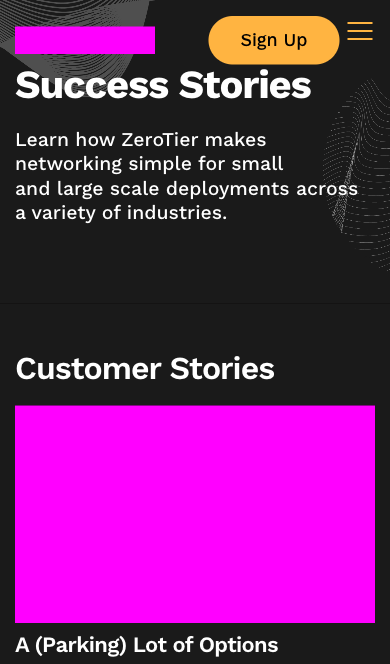 Sign Up
Success Stories
Learn how ZeroTier makes
networking simple for small
and large scale deployments across
a variety of industries.
Customer Stories
A (Parking) Lot of Options